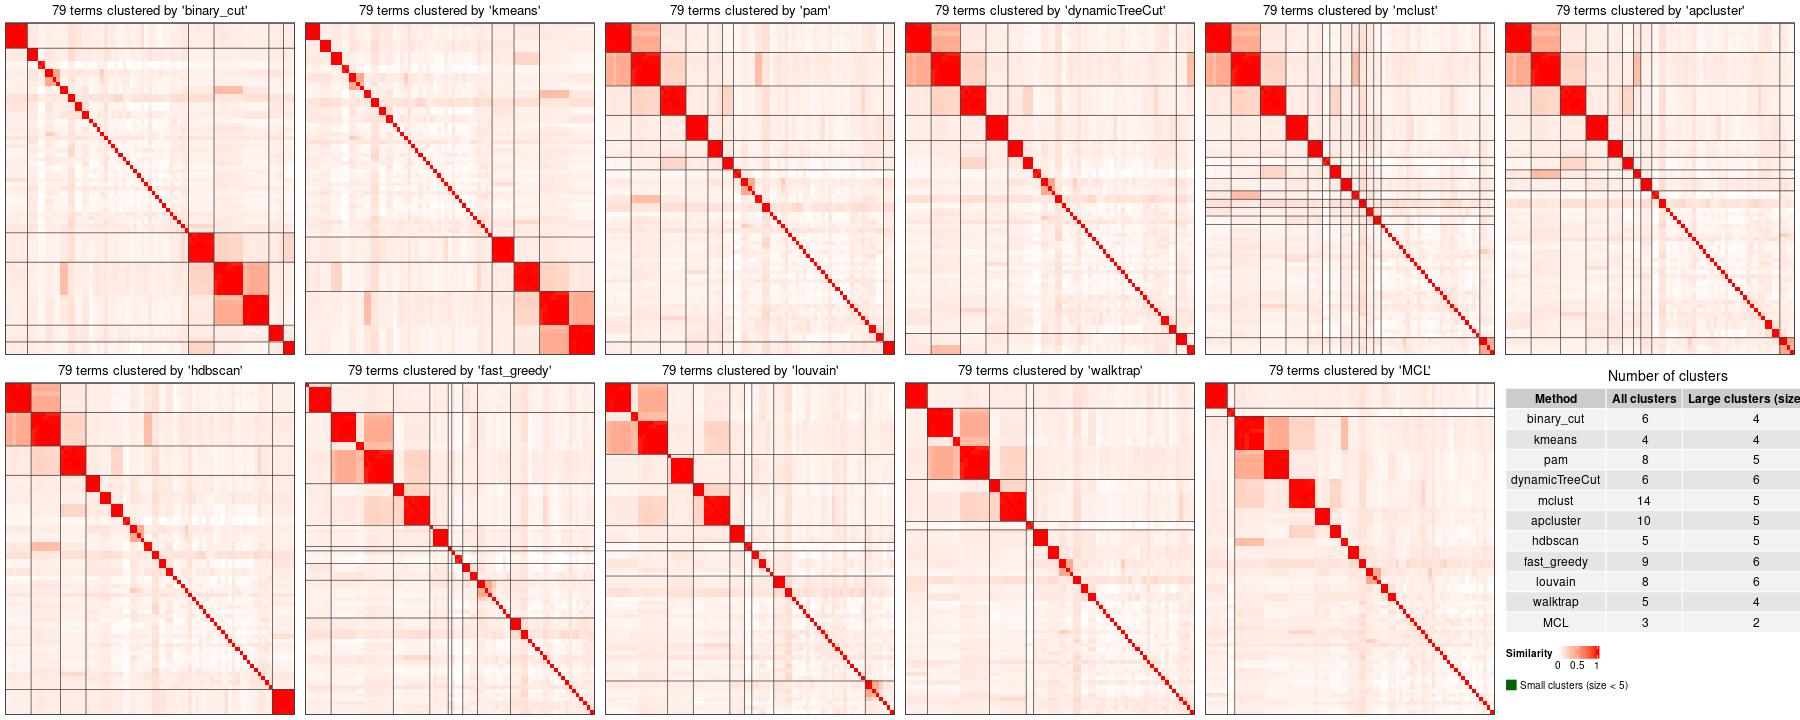 79 terms clustered by 'binary_cut'
79 terms clustered by 'kmeans'
79 terms clustered by 'pam'
79 terms clustered by 'dynamicTreeCut'
79 terms clustered by 'mclust'
79 terms clustered by 'apcluster'
79 terms clustered by 'hdbscan'
79 terms clustered by 'fast_greedy'
79 terms clustered by 'louvain'
79 terms clustered by 'walktrap'
79 terms clustered by 'MCL'
Number of clusters
Method All clusters Large clusters (size
binary_cut 6 4
kmeans 4 4
pam 8 5
dynamicTreeCut 6 6
mclust 14 5
apcluster 10 5
hdbscan 5 5
fast_greedy 9 6
louvain 8 6
walktrap 5 4
MCL 3 2
Similarity
0 0.5 1
Small clusters (size < 5)